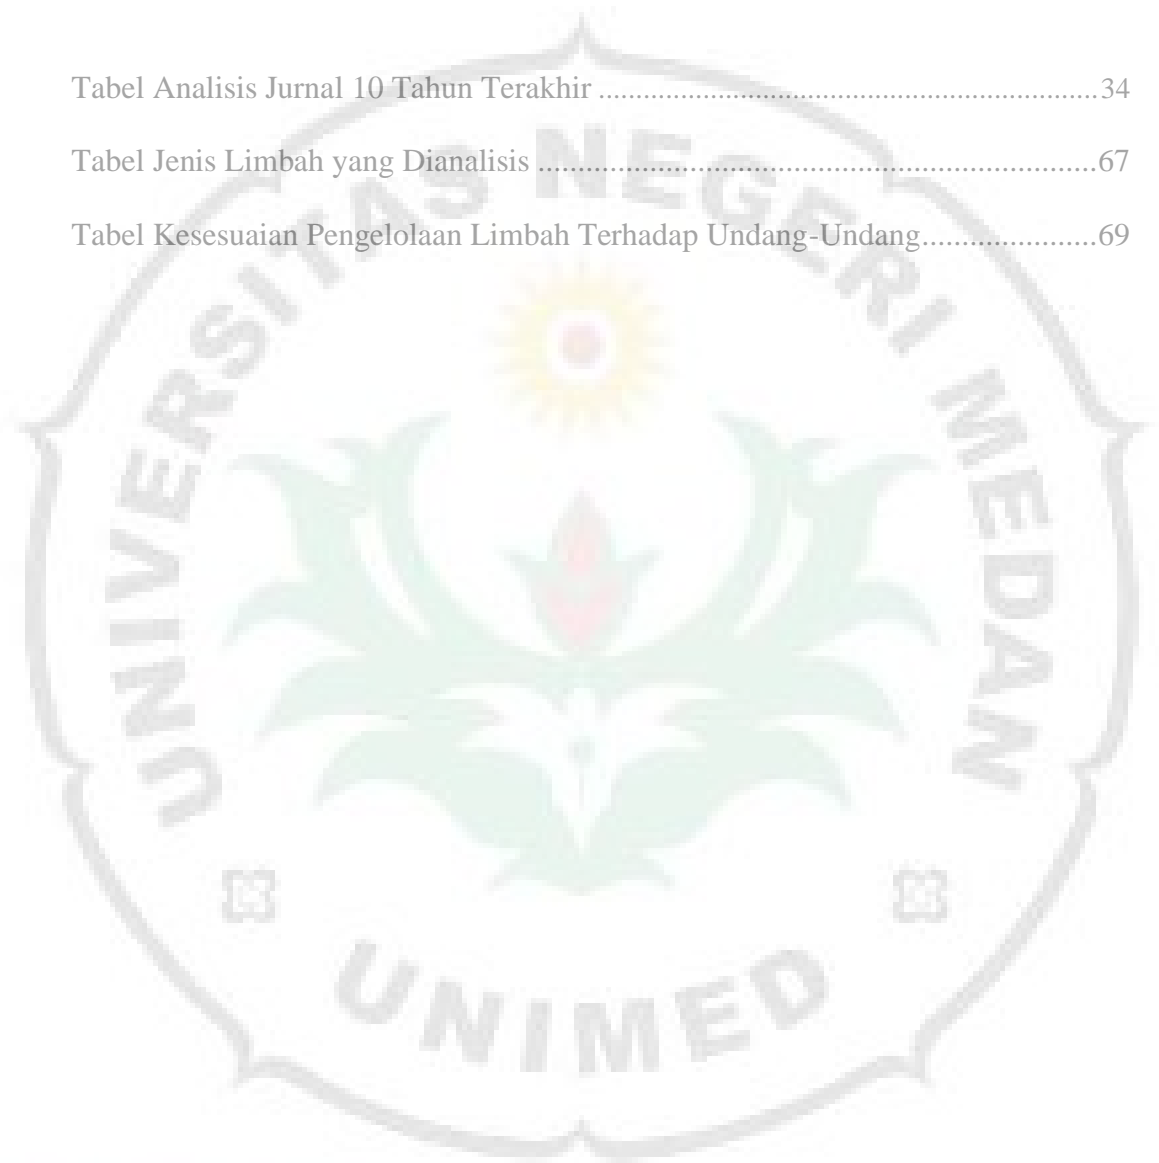 Tabel Analisis Jurnal 10 Tahun Terakhir ................................................................... 34
Tabel Jenis Limbah yang Dianalisis ........................................................................... 67
Tabel Kesesuaian Pengelolaan Limbah Terhadap Undang-Undang ....................... 69
UNIVERSITAS NEGERI MEDAN
UNIMED